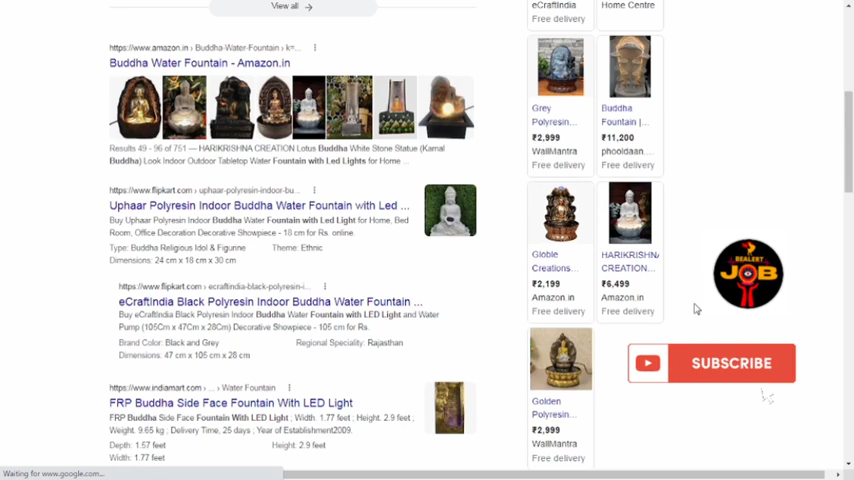 View all →
https://www.amazon.in › Buddha-Water-Fountain › k=...
Buddha Water Fountain - Amazon.in
Results 49 - 96 of 751 — HARIKRISHNA CREATION Lotus Buddha White Stone Statue (Kamal
Buddha) Look Indoor Outdoor Tabletop Water Fountain with Led Lights for Home ...
https://www.flipkart.com › uphaar-polyresin-indoor-bu...
Uphaar Polyresin Indoor Buddha Water Fountain with Led ...
Buy Uphaar Polyresin Indoor Buddha Water Fountain with Led Light for Home, Bed
Room, Office Decoration Decorative Showpiece - 18 cm for Rs. online.
Type: Buddha Religious Idol & Figurine Theme: Ethnic
Dimensions: 24 cm x 18 cm x 30 cm
https://www.flipkart.com › ecraftindia-black-polyresin-i...
eCraftIndia Black Polyresin Indoor Buddha Water Fountain ...
Buy eCraftIndia Black Polyresin Indoor Buddha Water Fountain with LED Light and Water
Pump (105Cm X 47Cm X 28Cm) Decorative Showpiece - 105 cm for Rs.
Brand Color: Black and Grey Regional Speciality: Rajasthan
Dimensions: 47 cm x 105 cm x 28 cm
https://www.indiamart.com › ... › Water Fountain
FRP Buddha Side Face Fountain With LED Light
FRP Buddha Side Face Fountain With LED Light ; Width. 1.77 feet ; Height. 2.9 feet ;
Weight. 9.65 kg ; Delivery Time, 25 days ; Year of Establishment2009.
Depth: 1.57 feet Height: 2.9 feet
Width: 1.77 feet
eCraftIndia Home Centre
Free delivery
Grey Buddha
Polyresin... Fountain |...
₹2,999 ₹11,200
WallMantra phooldaan...
Free delivery Free delivery
Globle HARIKRISHNA
Creations... CREATION...
₹2,199 ₹6,499
Amazon.in Amazon.in
Free delivery Free delivery
Golden
Polyresin...
₹2,999
WallMantra
Free delivery
REALERT
JOB
SUBSCRIBE
Waiting for www.google.com...